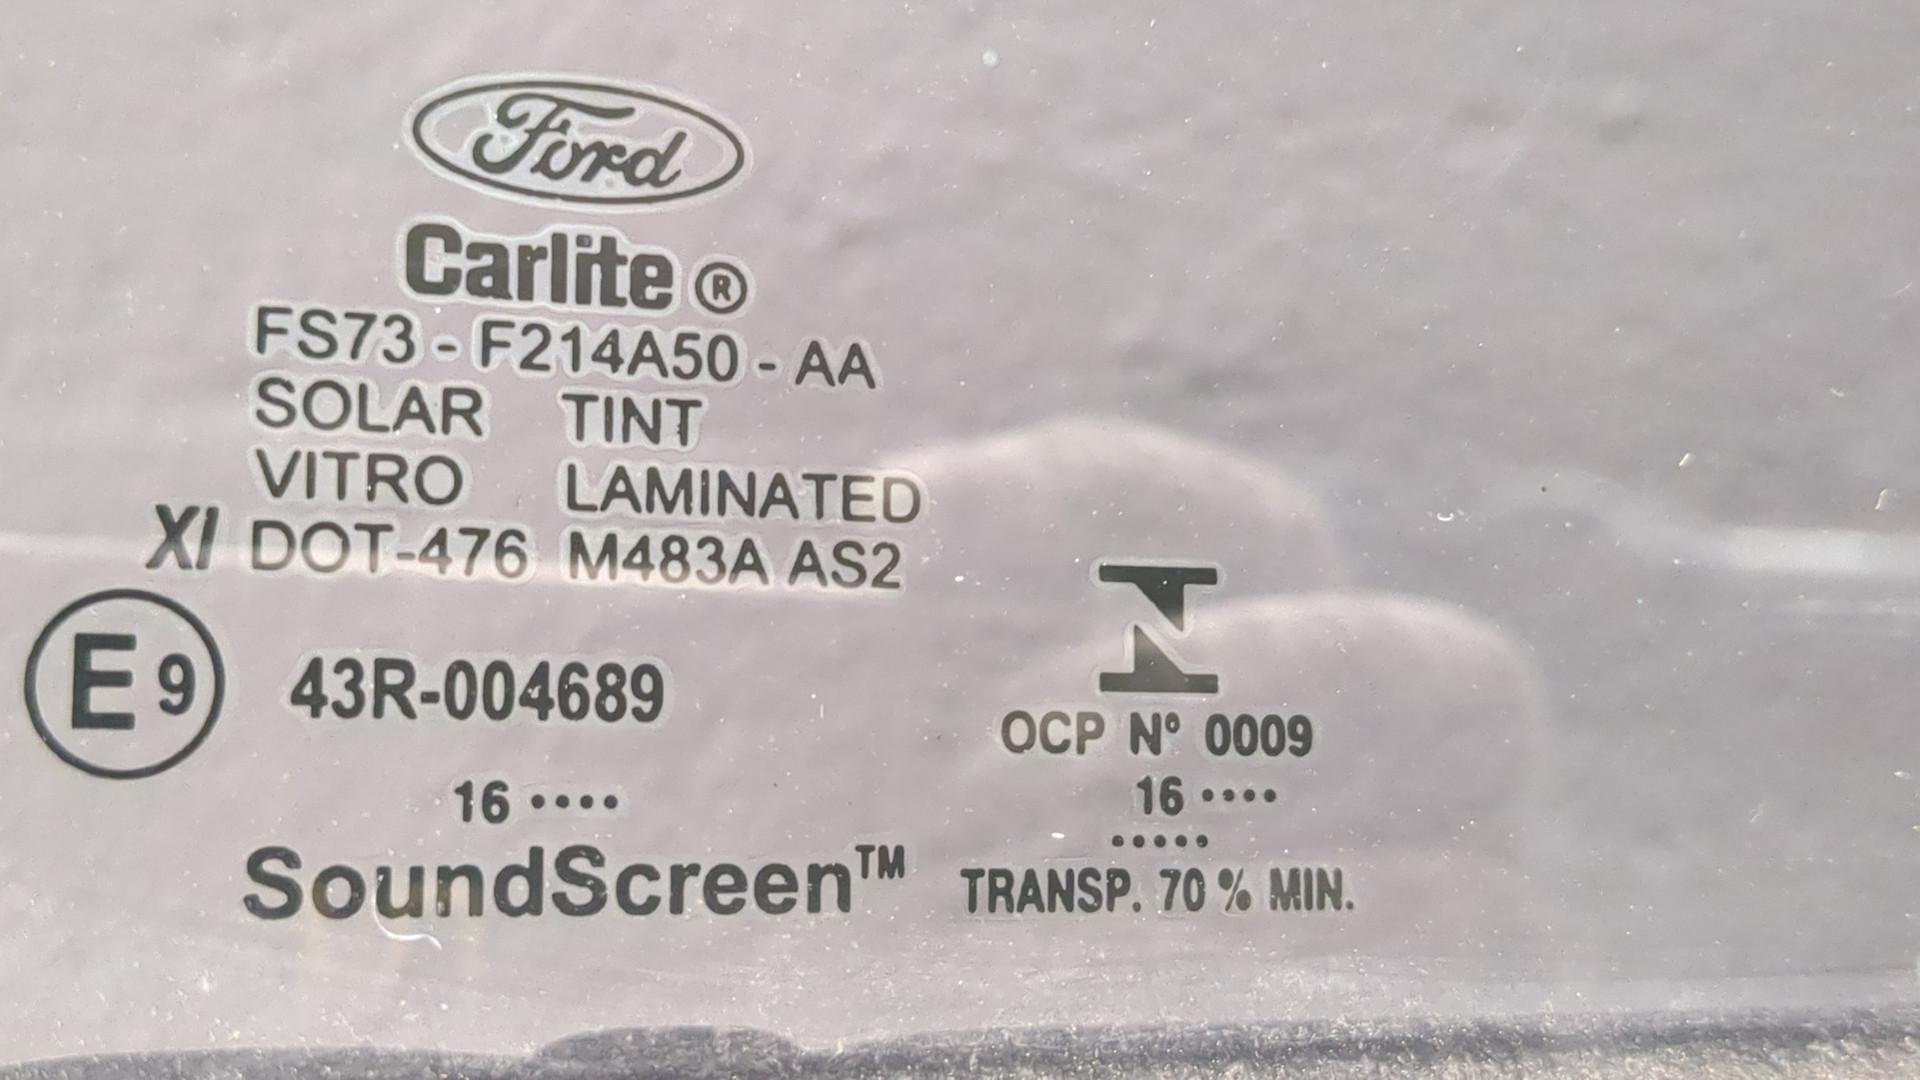 Ford
Carlite ®
FS73 - F214A50 - AA
SOLAR TINT
VITRO LAMINATED
XI DOT-476 M483A AS2
E9 43R-004689
16 ••••
SoundScreen™
N
OCP Nº 0009
16 ••••
•••••
TRANSP. 70 % MIN.